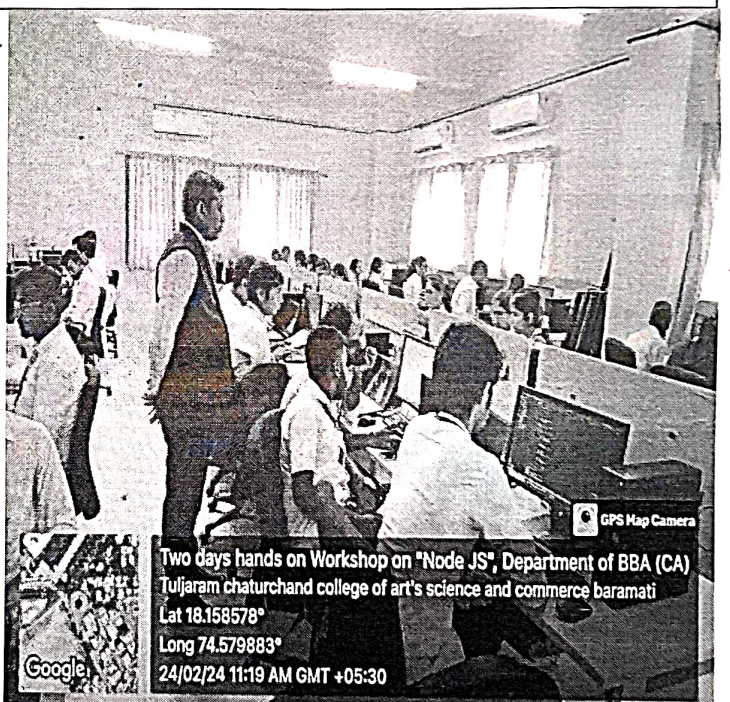 GPS Map Camera
Two days hands on Workshop on "Node JS", Department of BBA (CA)
Tuljaram chaturchand college of art's science and commerce baramati
Lat 18.158578°
Long 74.579883°
24/02/24 11:19 AM GMT +05:30
Google